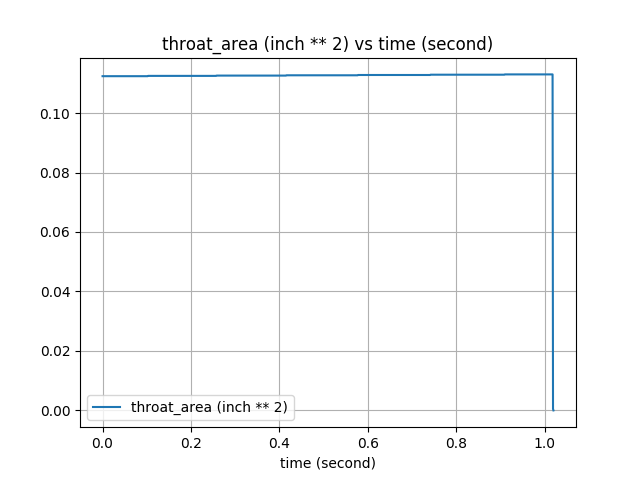 throat_area (inch ** 2) vs time (second)
0.10
0.08
0.06
0.04
0.02
0.00
throat_area (inch ** 2)
0.0 0.2 0.4 0.6 0.8 1.0
time (second)